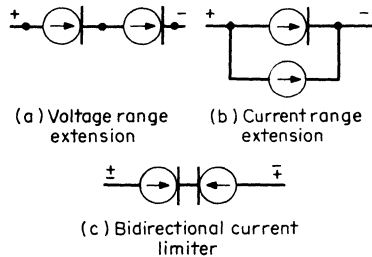 + −
+ −
(a) Voltage range
extension
(b) Current range
extension
± ∓
(c) Bidirectional current
limiter